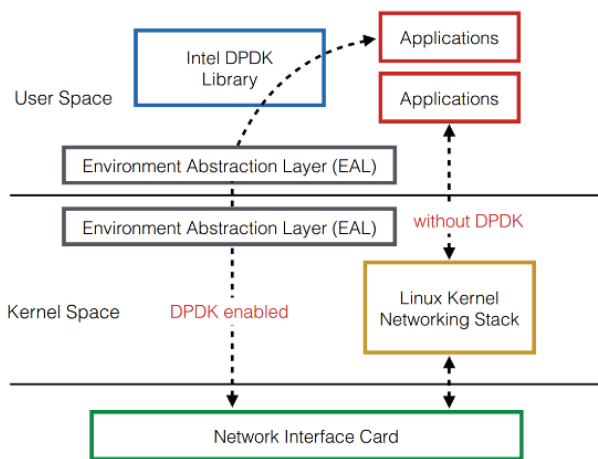 Applications
Intel DPDK
Library
User Space
Applications
Environment Abstraction Layer (EAL)
Environment Abstraction Layer (EAL)
without DPDK
Kernel Space
DPDK enabled
Linux Kernel
Networking Stack
Network Interface Card